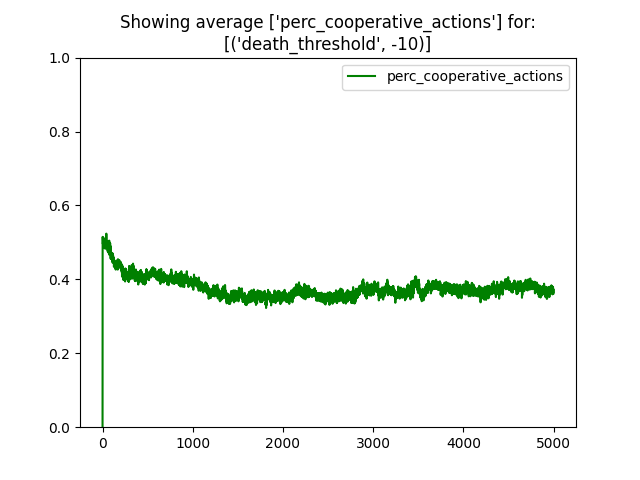 Showing average ['perc_cooperative_actions'] for:
[('death_threshold', -10)]
1.0
perc_cooperative_actions
0.8
0.6
0.4
0.2
0.0
0 1000 2000 3000 4000 5000